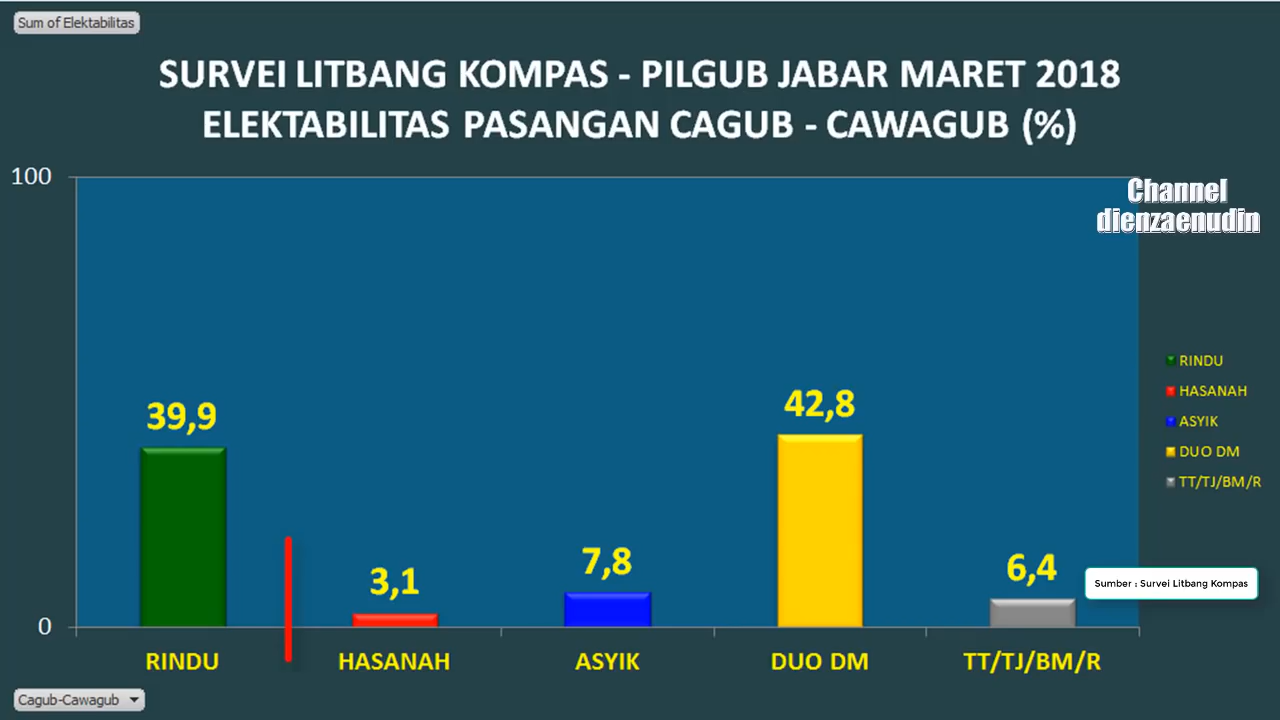 Sum of Elektabilitas
SURVEI LITBANG KOMPAS - PILGUB JABAR MARET 2018
ELEKTABILITAS PASANGAN CAGUB - CAWAGUB (%)
100
Channel
dienzaenudin
RINDU
HASANAH
ASYIK
DUO DM
TT/TJ/BM/R
39,9
3,1
7,8
42,8
6,4
Sumber : Survei Litbang Kompas
0
RINDU
HASANAH
ASYIK
DUO DM
TT/TJ/BM/R
Cagub-Cawagub